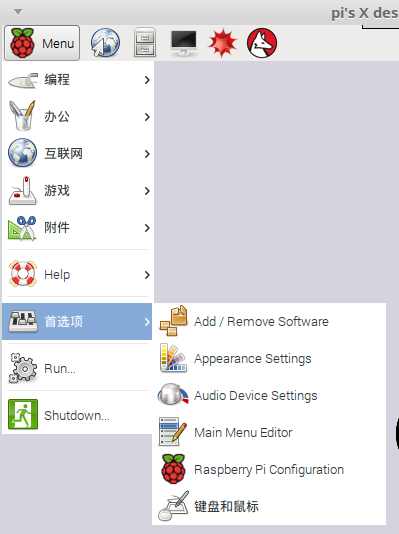 pi's X des
Menu
编程
办公
互联网
游戏
附件
Help
首选项
Run...
Shutdown...
Add / Remove Software
Appearance Settings
Audio Device Settings
Main Menu Editor
Raspberry Pi Configuration
键盘和鼠标